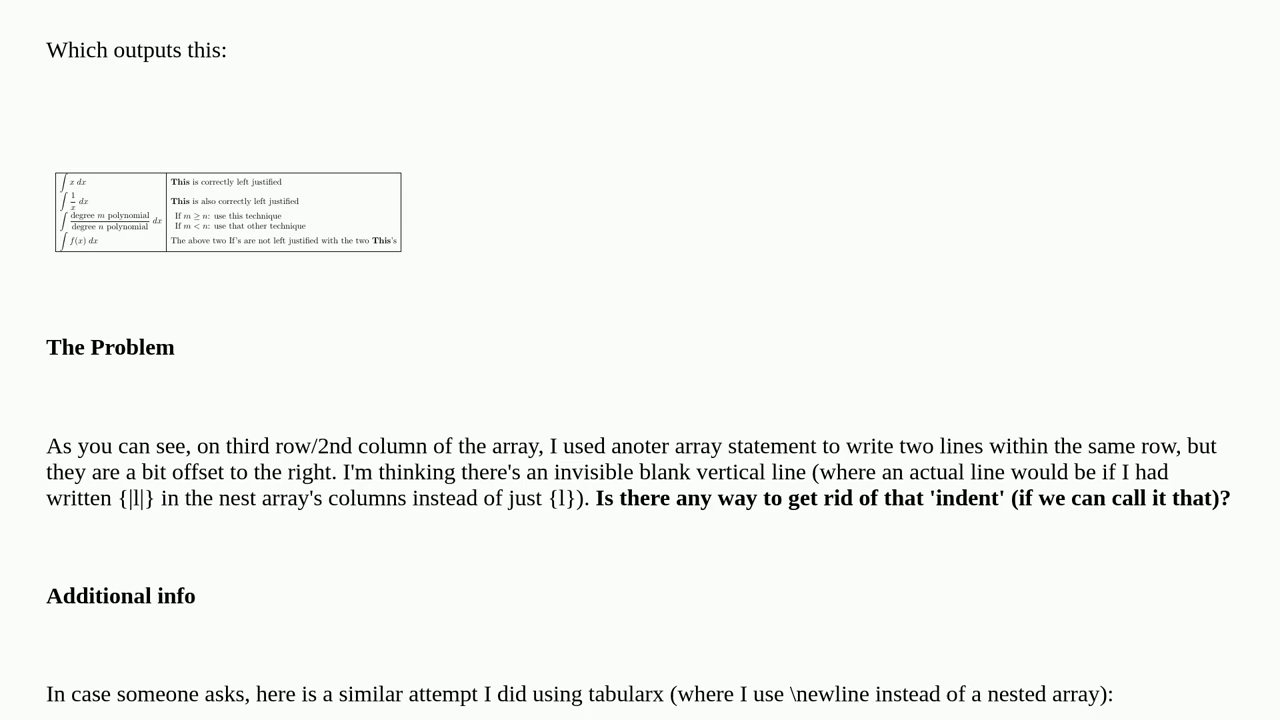 Which outputs this:
∫ x dx This is correctly left justified
∫ 1/x dx This is also correctly left justified
∫ degree m polynomial / degree n polynomial dx If m ≥ n: use this technique
If m < n: use that other technique
∫ f(x) dx The above two If's are not left justified with the two This's
The Problem
As you can see, on third row/2nd column of the array, I used anoter array statement to write two lines within the same row, but
they are a bit offset to the right. I'm thinking there's an invisible blank vertical line (where an actual line would be if I had
written {|l|} in the nest array's columns instead of just {l}). Is there any way to get rid of that 'indent' (if we can call it that)?
Additional info
In case someone asks, here is a similar attempt I did using tabularx (where I use \newline instead of a nested array):